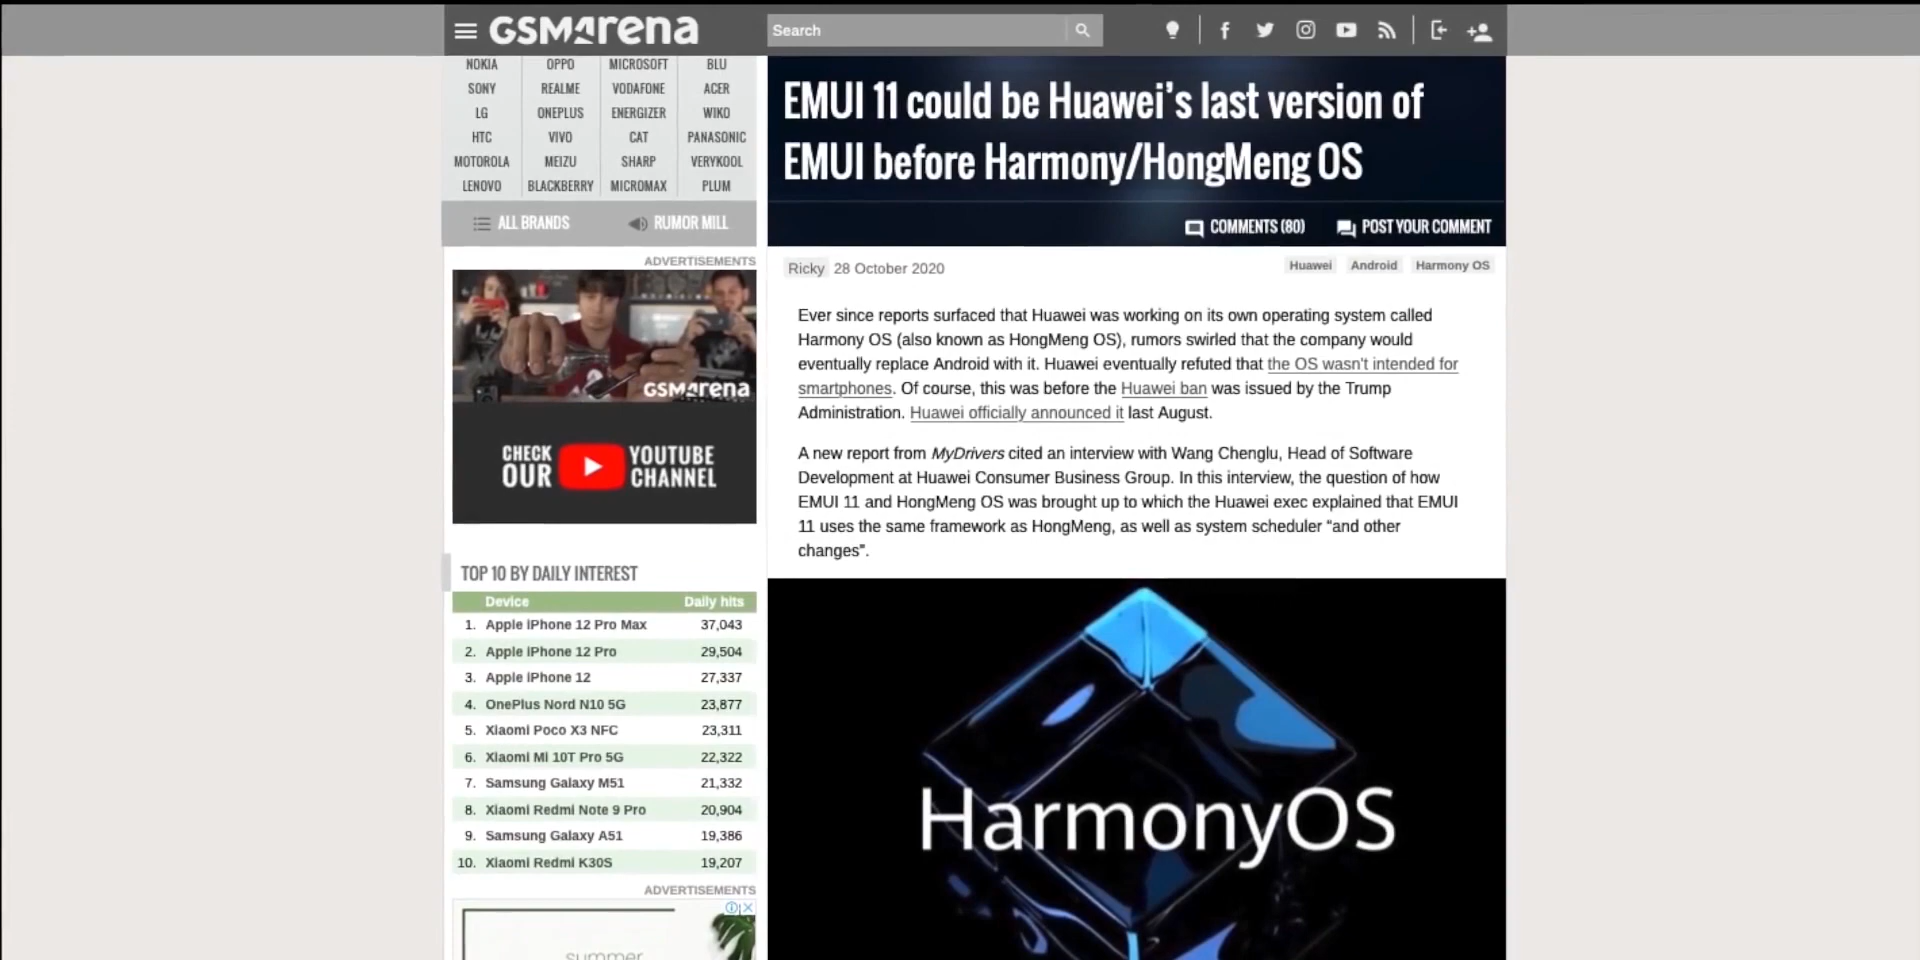 GSMArena
Search
NOKIA OPPO MICROSOFT BLU
SONY REALME VODAFONE ACER
LG ONEPLUS ENERGIZER WIKO
HTC VIVO CAT PANASONIC
MOTOROLA MEIZU SHARP VERYKOOL
LENOVO BLACKBERRY MICROMAX PLUM
ALL BRANDS RUMOR MILL
ADVERTISEMENTS
GSMArena
CHECK OUR YOUTUBE CHANNEL
TOP 10 BY DAILY INTEREST
Device Daily hits
1. Apple iPhone 12 Pro Max 37,043
2. Apple iPhone 12 Pro 29,504
3. Apple iPhone 12 27,337
4. OnePlus Nord N10 5G 23,877
5. Xiaomi Poco X3 NFC 23,311
6. Xiaomi Mi 10T Pro 5G 22,322
7. Samsung Galaxy M51 21,332
8. Xiaomi Redmi Note 9 Pro 20,904
9. Samsung Galaxy A51 19,386
10. Xiaomi Redmi K30S 19,207
ADVERTISEMENTS
summer
EMUI 11 could be Huawei's last version of
EMUI before Harmony/HongMeng OS
COMMENTS (80) POST YOUR COMMENT
Ricky 28 October 2020 Huawei Android Harmony OS
Ever since reports surfaced that Huawei was working on its own operating system called
Harmony OS (also known as HongMeng OS), rumors swirled that the company would
eventually replace Android with it. Huawei eventually refuted that the OS wasn't intended for
smartphones. Of course, this was before the Huawei ban was issued by the Trump
Administration. Huawei officially announced it last August.
A new report from MyDrivers cited an interview with Wang Chenglu, Head of Software
Development at Huawei Consumer Business Group. In this interview, the question of how
EMUI 11 and HongMeng OS was brought up to which the Huawei exec explained that EMUI
11 uses the same framework as HongMeng, as well as system scheduler “and other
changes”.
HarmonyOS